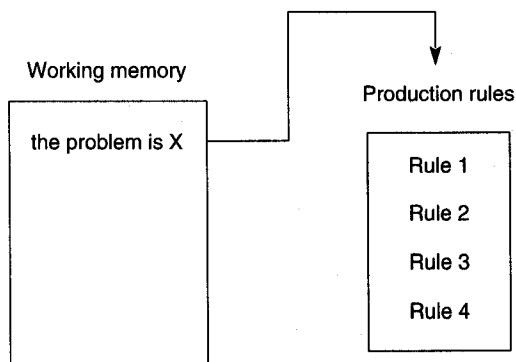 Working memory
the problem is X
Production rules
Rule 1
Rule 2
Rule 3
Rule 4